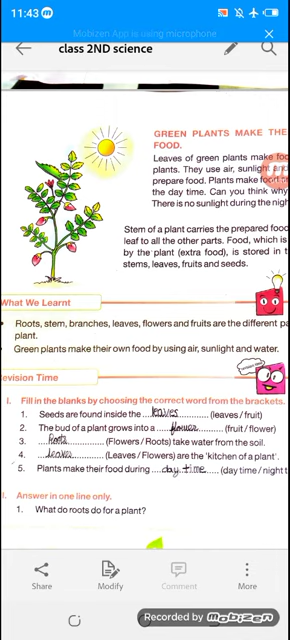 11:43
Mobizen App is using microphone
class 2ND science
GREEN PLANTS MAKE THE
FOOD.
Leaves of green plants make foo
plants. They use air, sunlight and
prepare food. Plants make food
the day time. Can you think why
There is no sunlight during the nigh
Stem of a plant carries the prepared food
leaf to all the other parts. Food, which is
by the plant (extra food), is stored in t
stems, leaves, fruits and seeds.
What We Learnt
Roots, stem, branches, leaves, flowers and fruits are the different pa
plant.
Green plants make their own food by using air, sunlight and water.
evision Time
I. Fill in the blanks by choosing the correct word from the brackets.
1. Seeds are found inside the ...leaves............... (leaves / fruit)
2. The bud of a plant grows into a .....flower........... (fruit / flower)
3. ...Roots............... (Flowers / Roots) take water from the soil.
4. ...leaves............... (Leaves / Flowers) are the 'kitchen of a plant'.
5. Plants make their food during ....day time..... (day time / night t
I. Answer in one line only.
1. What do roots do for a plant?
Share Modify Comment More
Recorded by Mobizen